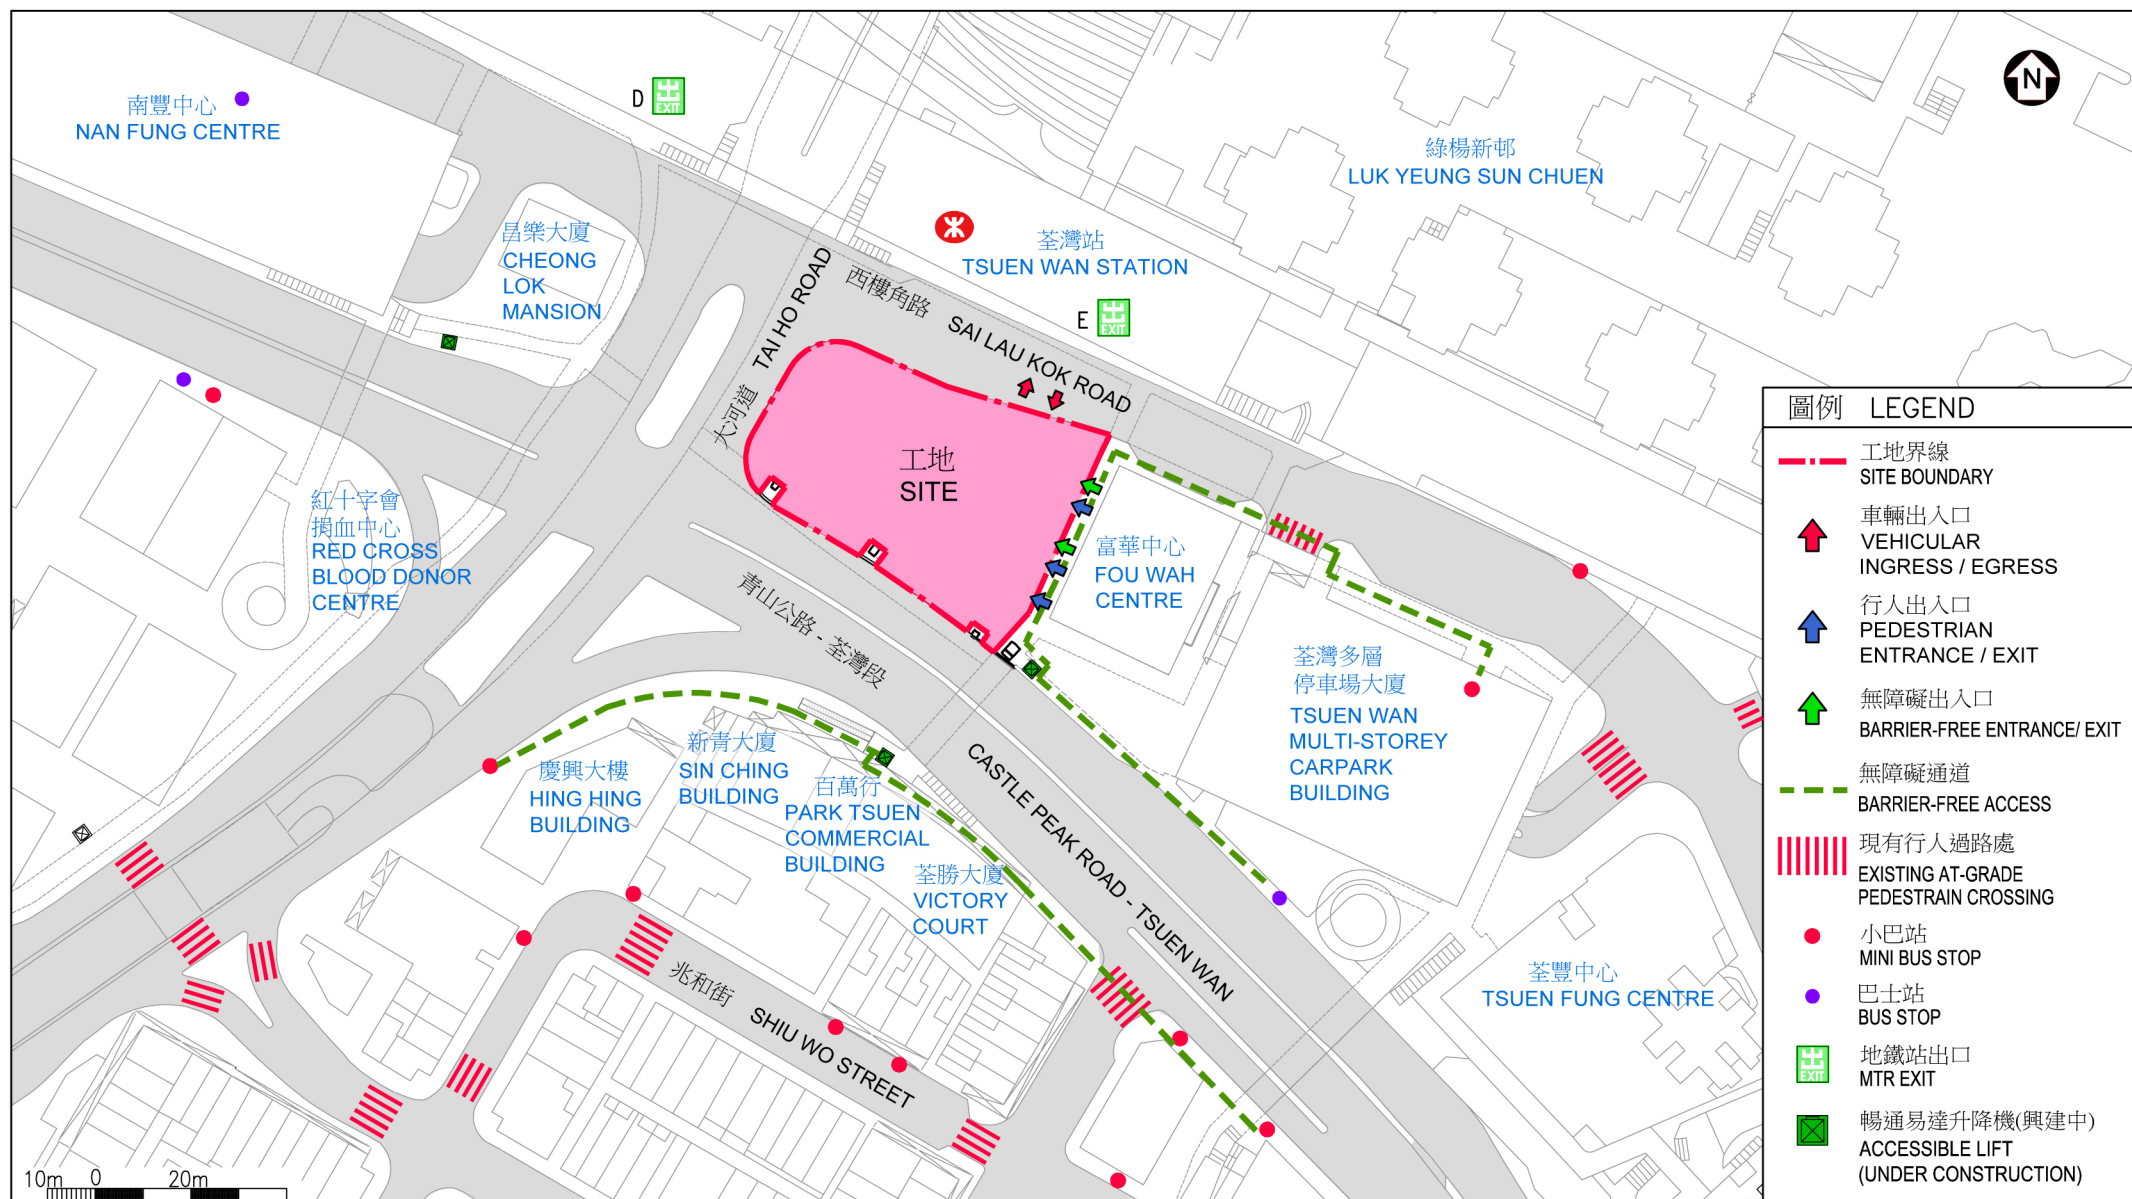 南豐中心
NAN FUNG CENTRE
D
出
EXIT
N
綠楊新邨
LUK YEUNG SUN CHUEN
昌樂大廈
CHEONG
LOK
MANSION
荃灣站
TSUEN WAN STATION
E
出
EXIT
大河道 TAI HO ROAD
西樓角路 SAI LAU KOK ROAD
工地
SITE
紅十字會
捐血中心
RED CROSS
BLOOD DONOR
CENTRE
富華中心
FOU WAH
CENTRE
青山公路 - 荃灣段
CASTLE PEAK ROAD - TSUEN WAN
荃灣多層
停車場大廈
TSUEN WAN
MULTI-STOREY
CARPARK
BUILDING
慶興大樓
HING HING
BUILDING
新青大廈
SIN CHING
BUILDING
百萬行
PARK TSUEN
COMMERCIAL
BUILDING
荃勝大廈
VICTORY
COURT
兆和街 SHIU WO STREET
荃豐中心
TSUEN FUNG CENTRE
10m 0 20m
圖例 LEGEND
工地界線
SITE BOUNDARY
車輛出入口
VEHICULAR
INGRESS / EGRESS
行人出入口
PEDESTRIAN
ENTRANCE / EXIT
無障礙出入口
BARRIER-FREE ENTRANCE/ EXIT
無障礙通道
BARRIER-FREE ACCESS
現有行人過路處
EXISTING AT-GRADE
PEDESTRAIN CROSSING
小巴站
MINI BUS STOP
巴士站
BUS STOP
出
EXIT
地鐵站出口
MTR EXIT
暢通易達升降機(興建中)
ACCESSIBLE LIFT
(UNDER CONSTRUCTION)